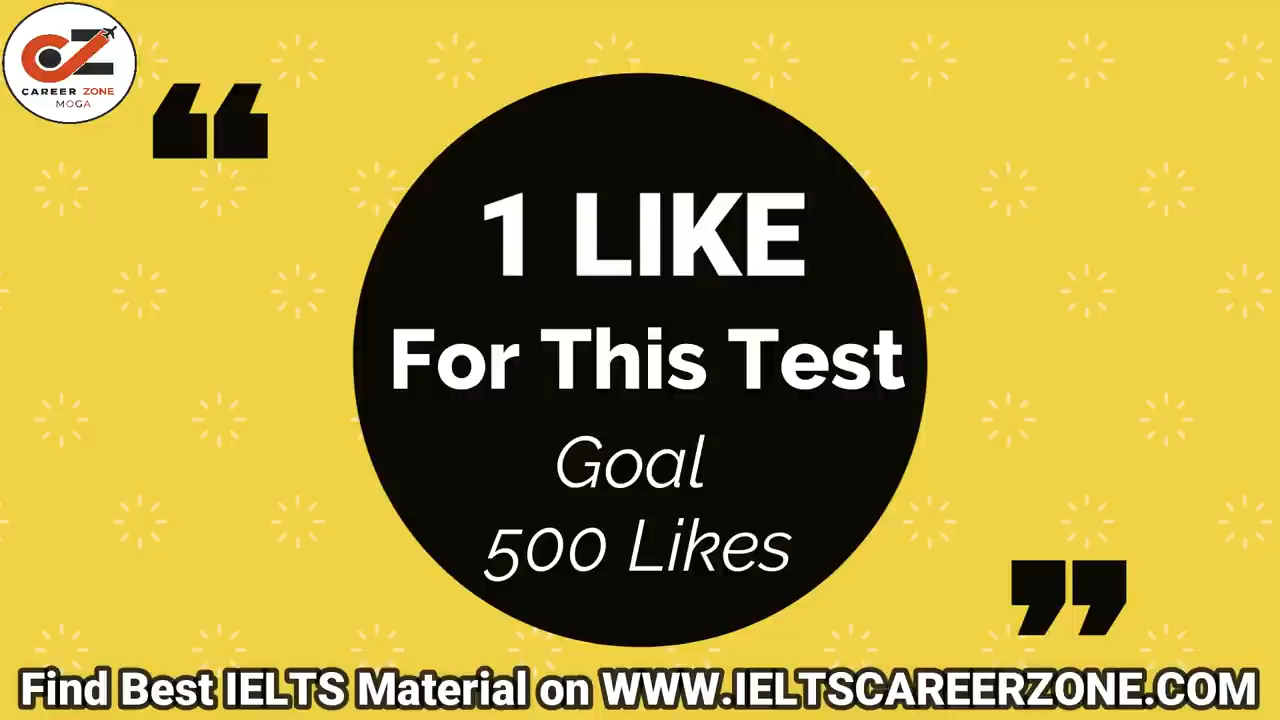 CZ
CAREER ZONE
MOGA
“
1 LIKE
For This Test
Goal
500 Likes
”
Find Best IELTS Material on WWW.IELTSCAREERZONE.COM